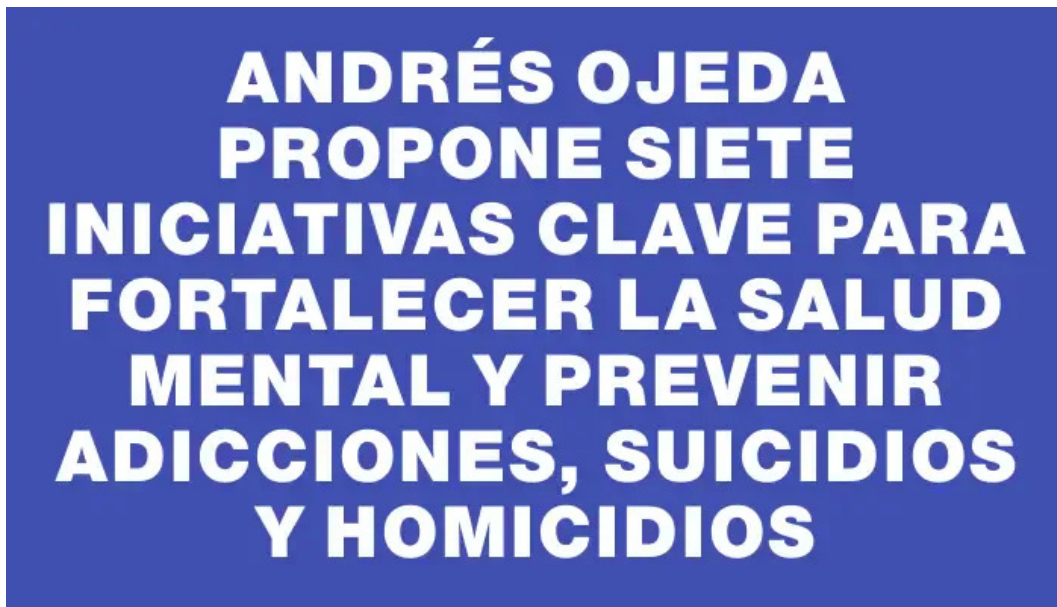 ANDRÉS OJEDA
PROPONE SIETE
INICIATIVAS CLAVE PARA
FORTALECER LA SALUD
MENTAL Y PREVENIR
ADICCIONES, SUICIDIOS
Y HOMICIDIOS